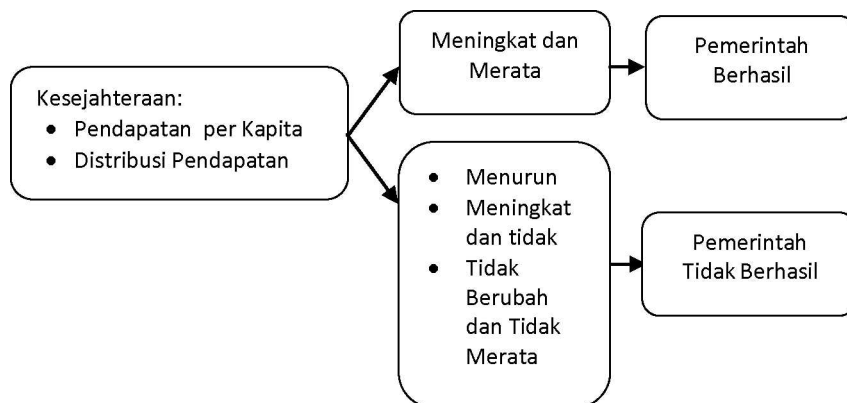 Kesejahteraan:
• Pendapatan per Kapita
• Distribusi Pendapatan
Meningkat dan
Merata
Pemerintah
Berhasil
• Menurun
• Meningkat
dan tidak
• Tidak
Berubah
dan Tidak
Merata
Pemerintah
Tidak Berhasil